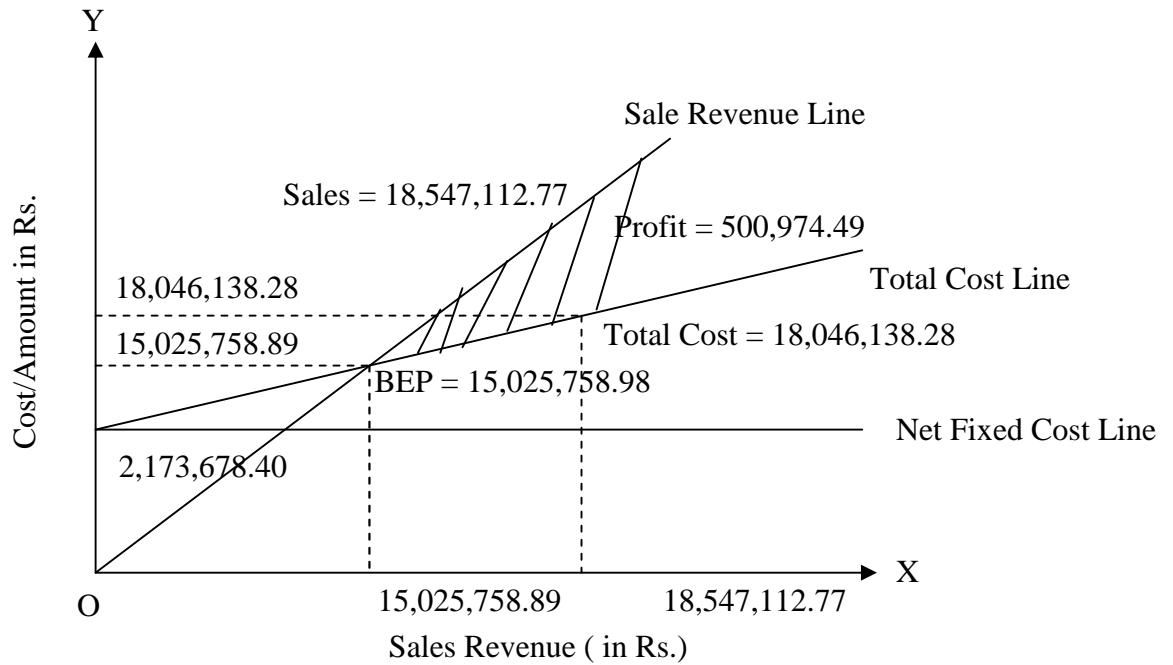 Y
Sale Revenue Line
Sales = 18,547,112.77
Profit = 500,974.49
Cost/Amount in Rs.
Total Cost Line
18,046,138.28
Total Cost = 18,046,138.28
15,025,758.89
BEP = 15,025,758.98
Net Fixed Cost Line
2,173,678.40
X
O
15,025,758.89
18,547,112.77
Sales Revenue ( in Rs.)